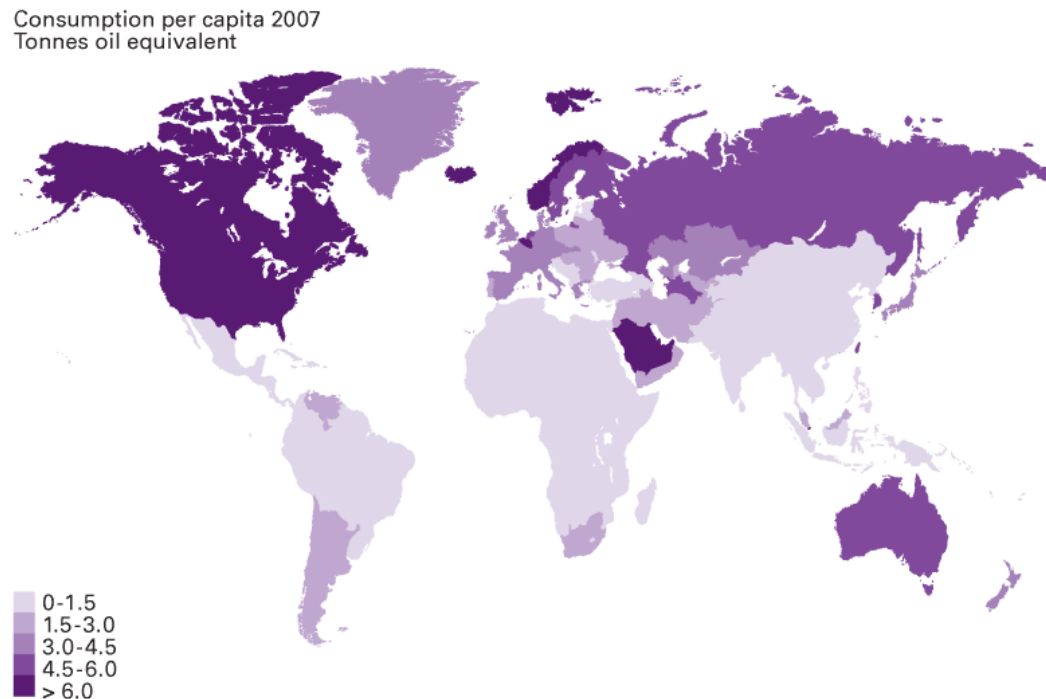 Consumption per capita 2007
Tonnes oil equivalent
0-1.5
1.5-3.0
3.0-4.5
4.5-6.0
> 6.0